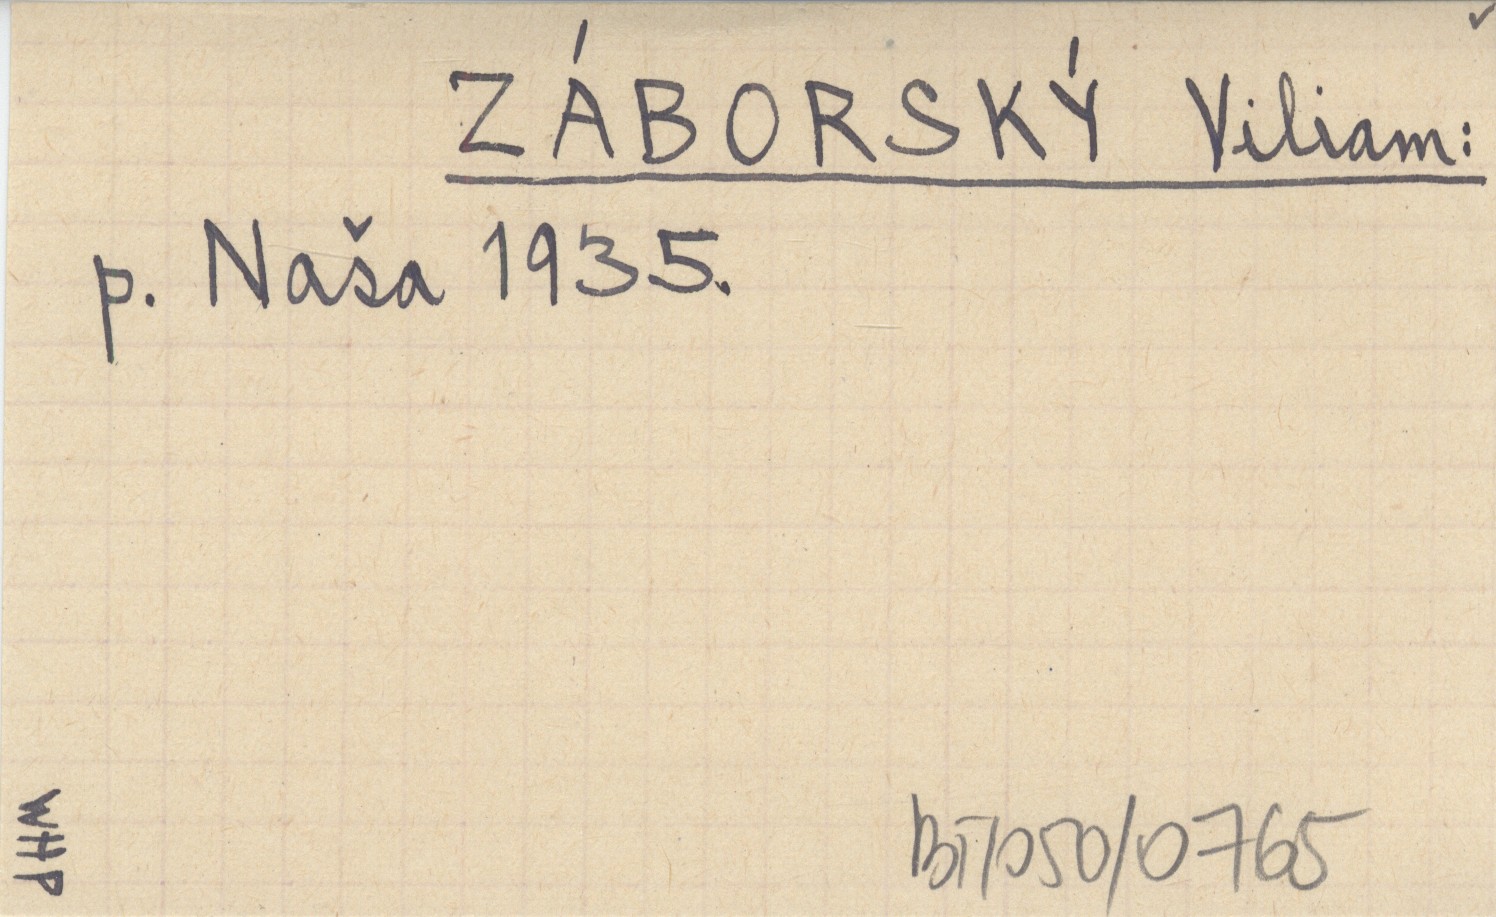 ✓
ZÁBORSKÝ Viliam:
p. Naša 1935.
WHP
BT/050/0765